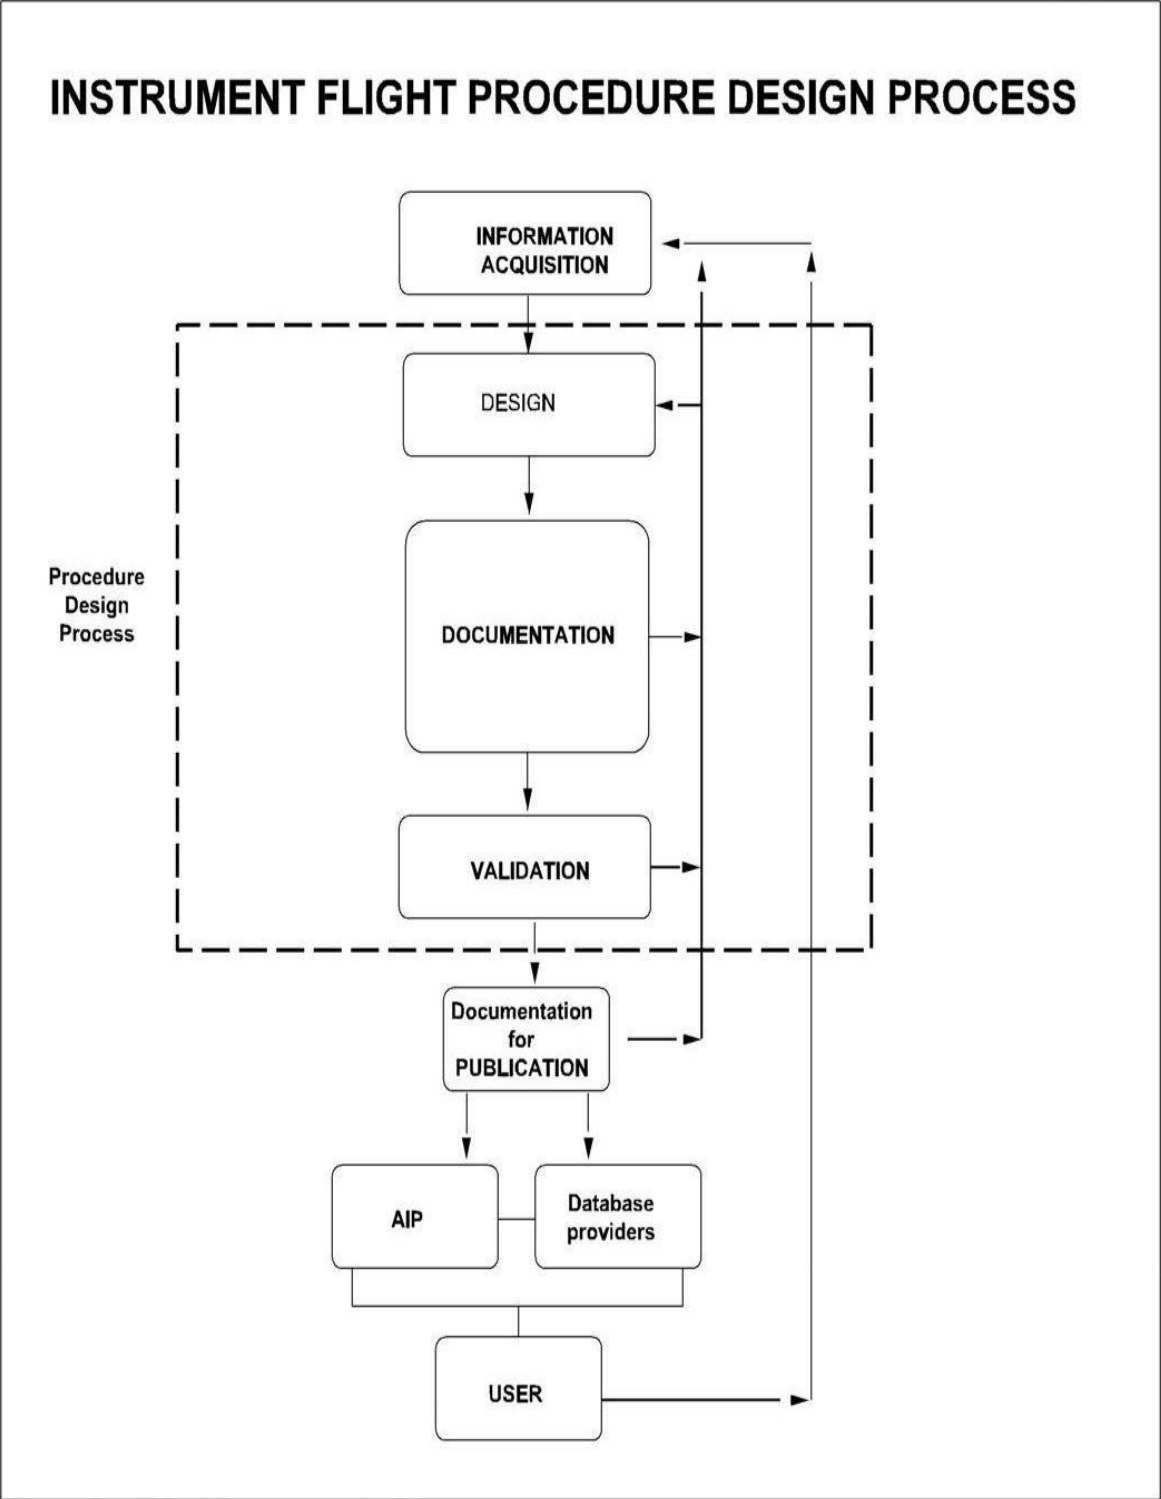 INSTRUMENT FLIGHT PROCEDURE DESIGN PROCESS
INFORMATION
ACQUISITION
DESIGN
Procedure
Design
Process
DOCUMENTATION
VALIDATION
Documentation
for
PUBLICATION
AIP
Database
providers
USER